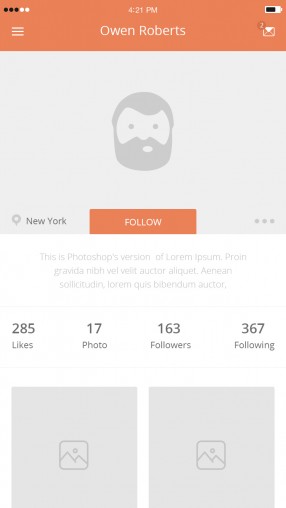 4:21 PM
Owen Roberts
2
New York
FOLLOW
This is Photoshop's version of Lorem Ipsum. Proin
gravida nibh vel velit auctor aliquet. Aenean
sollicitudin, lorem quis bibendum auctor,
285
Likes
17
Photo
163
Followers
367
Following